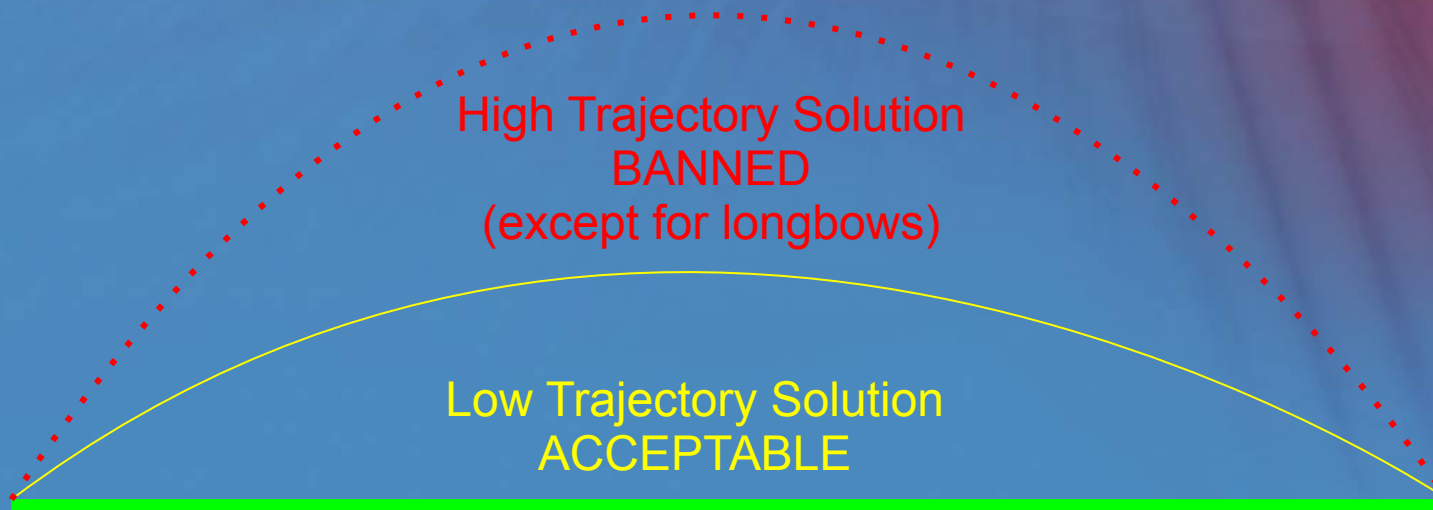 High Trajectory Solution
BANNED
(except for longbows)
Low Trajectory Solution
ACCEPTABLE